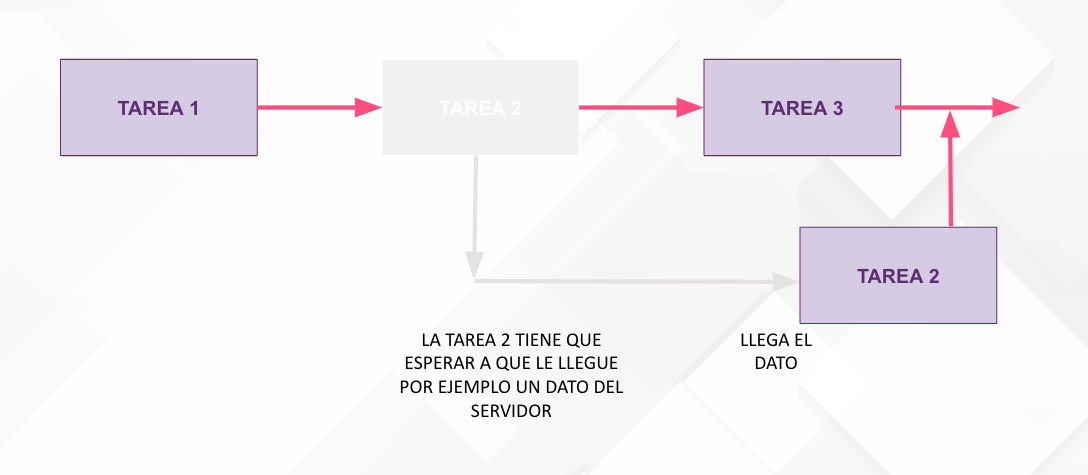 TAREA 1
TAREA 2
TAREA 3
TAREA 2
LA TAREA 2 TIENE QUE
ESPERAR A QUE LE LLEGUE
POR EJEMPLO UN DATO DEL
SERVIDOR
LLEGA EL
DATO